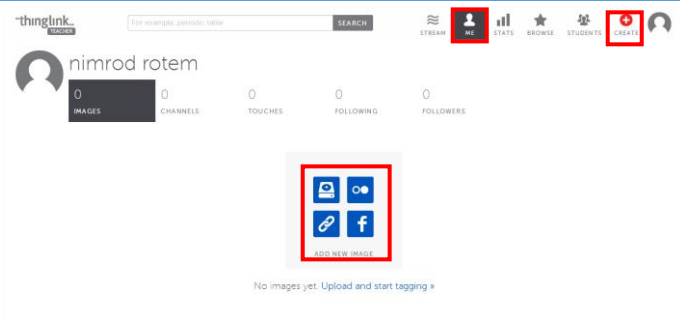 thinglink..
TEACHER
For example, periodic table
SEARCH
STREAM
ME
STATS
BROWSE
STUDENTS
CREATE
nimrod rotem
0 0 0 0 0
IMAGES CHANNELS TOUCHES FOLLOWING FOLLOWERS
ADD NEW IMAGE
No images yet. Upload and start tagging »